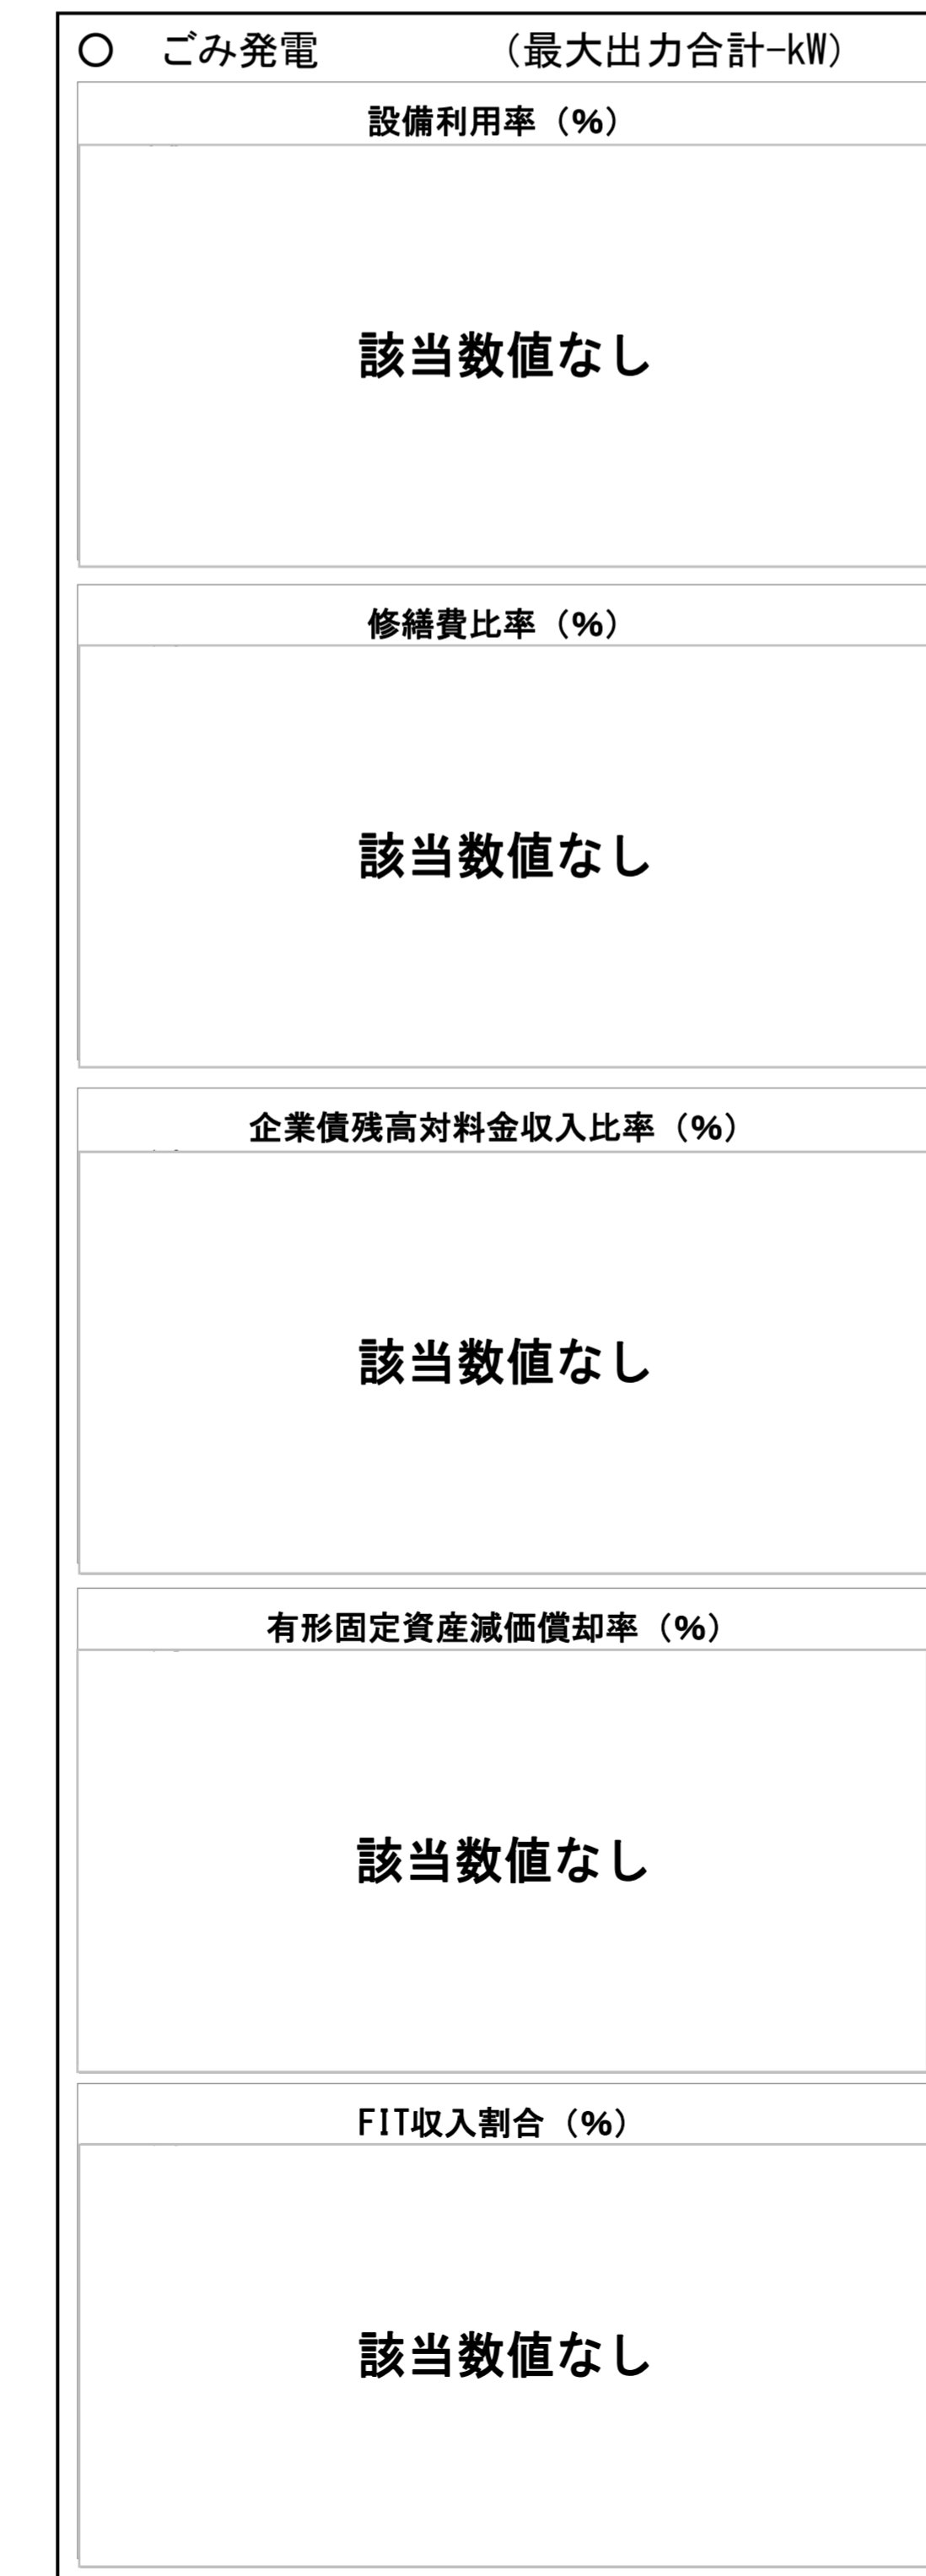 ○ ごみ発電 （最大出力合計-kW）
設備利用率（%）
該当数値なし
修繕費比率（%）
該当数値なし
企業債残高対料金収入比率（%）
該当数値なし
有形固定資産減価償却率（%）
該当数値なし
FIT収入割合（%）
該当数値なし